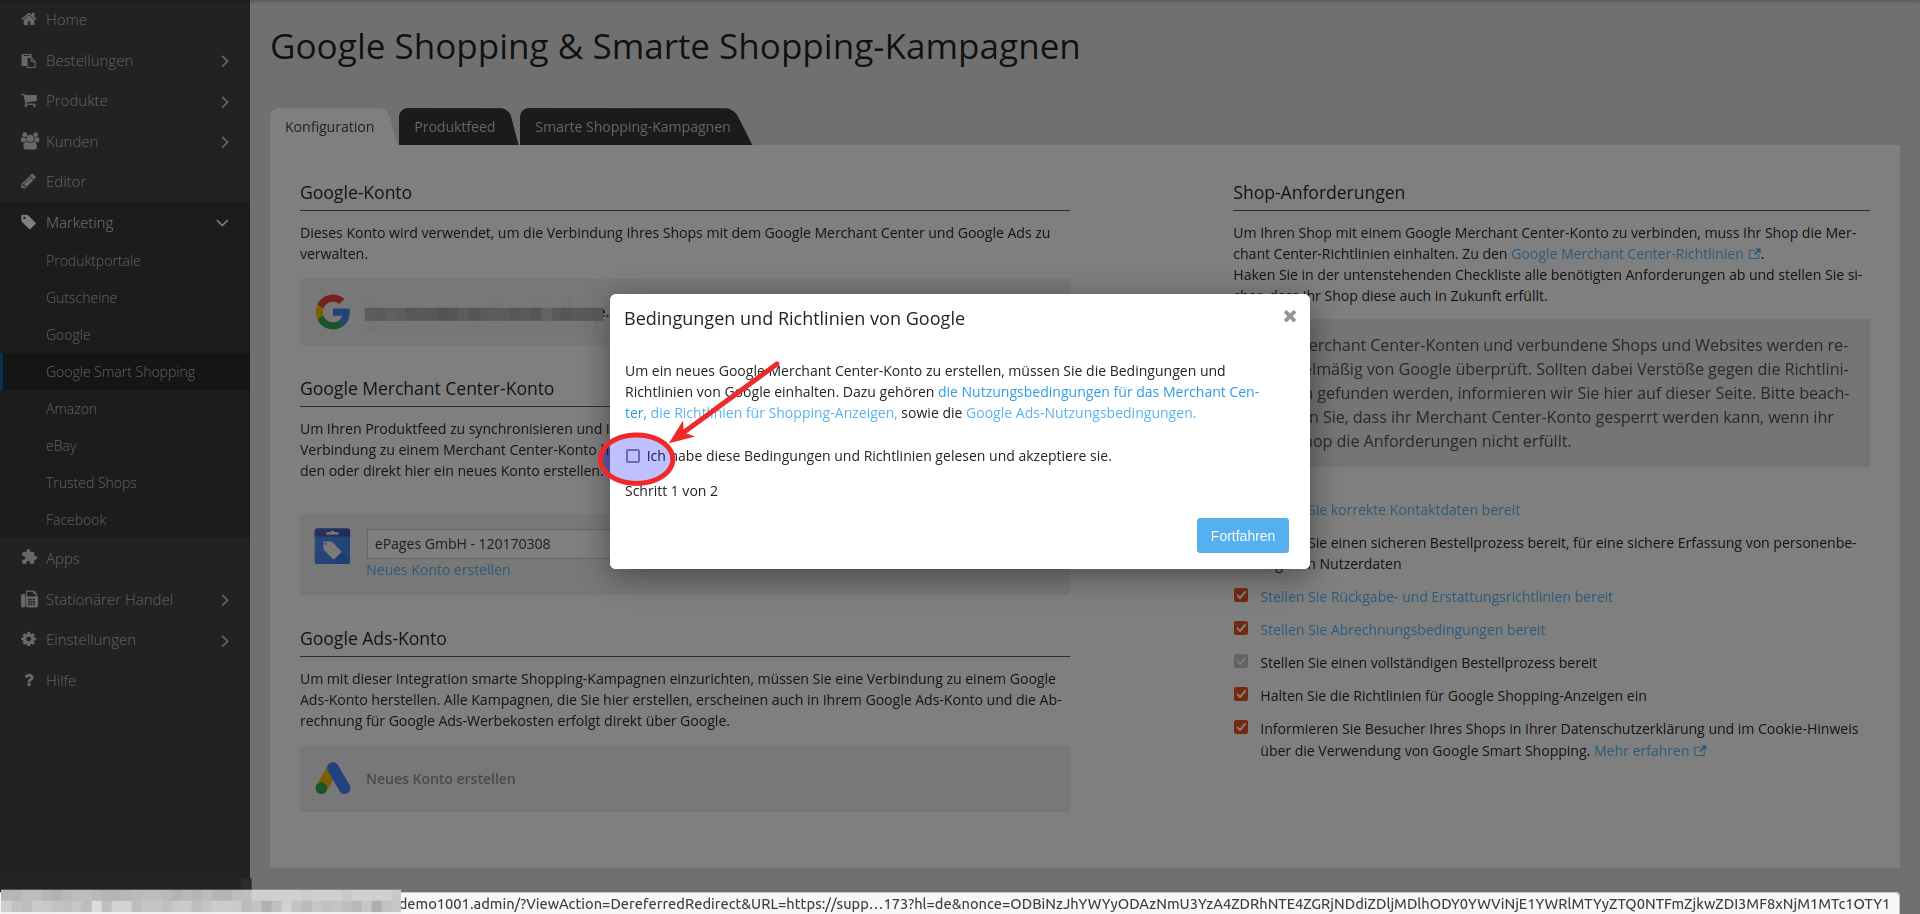 Home
Bestellungen
Produkte
Kunden
Editor
Marketing
Produktportale
Gutscheine
Google
Google Smart Shopping
Amazon
eBay
Trusted Shops
Facebook
Apps
Stationärer Handel
Einstellungen
? Hilfe
Google Shopping & Smarte Shopping-Kampagnen
Konfiguration
Produktfeed
Smarte Shopping-Kampagnen
Google-Konto
Dieses Konto wird verwendet, um die Verbindung Ihres Shops mit dem Google Merchant Center und Google Ads zu
verwalten.
Google Merchant Center-Konto
Um Ihren Produktfeed zu synchronisieren und
Verbindung zu einem Merchant Center-Konto
den oder direkt hier ein neues Konto erstellen.
ePages GmbH - 120170308
Neues Konto erstellen
Google Ads-Konto
Um mit dieser Integration smarte Shopping-Kampagnen einzurichten, müssen Sie eine Verbindung zu einem Google
Ads-Konto herstellen. Alle Kampagnen, die Sie hier erstellen, erscheinen auch in Ihrem Google Ads-Konto und die Ab-
rechnung für Google Ads-Werbekosten erfolgt direkt über Google.
Neues Konto erstellen
Bedingungen und Richtlinien von Google
Um ein neues Google Merchant Center-Konto zu erstellen, müssen Sie die Bedingungen und
Richtlinien von Google einhalten. Dazu gehören die Nutzungsbedingungen für das Merchant Cen-
ter, die Richtlinien für Shopping-Anzeigen, sowie die Google Ads-Nutzungsbedingungen.
Ich habe diese Bedingungen und Richtlinien gelesen und akzeptiere sie.
Schritt 1 von 2
Fortfahren
Shop-Anforderungen
Um Ihren Shop mit einem Google Merchant Center-Konto zu verbinden, muss Ihr Shop die Mer-
chant Center-Richtlinien einhalten. Zu den Google Merchant Center-Richtlinien.
Haken Sie in der untenstehenden Checkliste alle benötigten Anforderungen ab und stellen Sie si-
cher, dass Ihr Shop diese auch in Zukunft erfüllt.
erchant Center-Konten und verbundene Shops und Websites werden re-
elmäßig von Google überprüft. Sollten dabei Verstöße gegen die Richtlini-
gefunden werden, informieren wir Sie hier auf dieser Seite. Bitte beach-
n Sie, dass ihr Merchant Center-Konto gesperrt werden kann, wenn ihr
op die Anforderungen nicht erfüllt.
Sie korrekte Kontaktdaten bereit
Sie einen sicheren Bestellprozess bereit, für eine sichere Erfassung von personenbe-
n Nutzerdaten
Stellen Sie Rückgabe- und Erstattungsrichtlinien bereit
Stellen Sie Abrechnungsbedingungen bereit
Stellen Sie einen vollständigen Bestellprozess bereit
Halten Sie die Richtlinien für Google Shopping-Anzeigen ein
Informieren Sie Besucher Ihres Shops in Ihrer Datenschutzerklärung und im Cookie-Hinweis
über die Verwendung von Google Smart Shopping. Mehr erfahren
demo1001.admin/?ViewAction=DereferredRedirect&URL=https://supp…173?hl=de&nonce=ODBiNzJhYWYyODAzNmU3YzA4ZDRhNTE4ZGRjNDdiZDljMDlhODY0YWViNjE1YWRlMTYyZTQ0NTFmZjkwZDI3MF8xNjM1MTc1OTY1